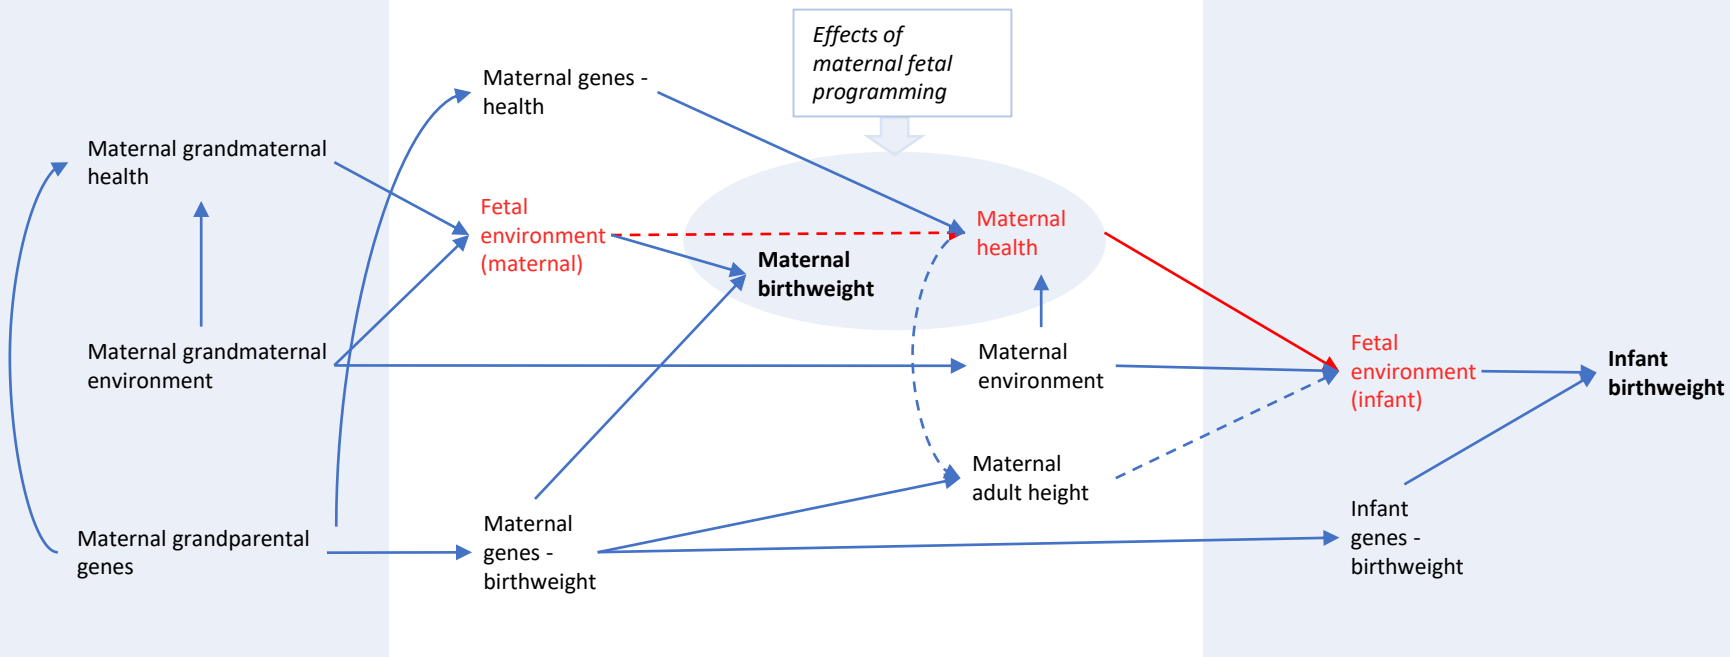 Effects of
maternal fetal
programming
Maternal genes -
health
Maternal grandmaternal
health
Fetal
environment
(maternal)
Maternal
health
Maternal
birthweight
Maternal grandmaternal
environment
Maternal
environment
Fetal
environment
(infant)
Infant
birthweight
Maternal
adult height
Maternal grandparental
genes
Maternal
genes -
birthweight
Infant
genes -
birthweight